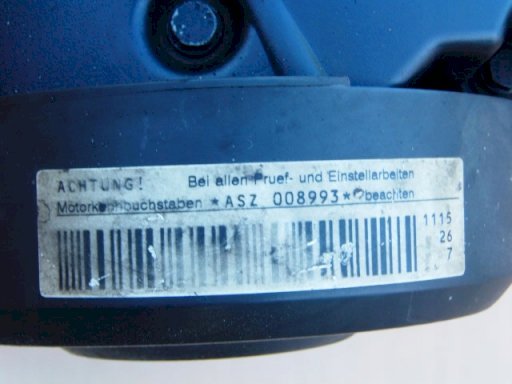 ACHTUNG! Bei allen Pruef- und Einstellarbeiten
Motorkennbuchstaben *ASZ 008993* beachten
1115
26
7